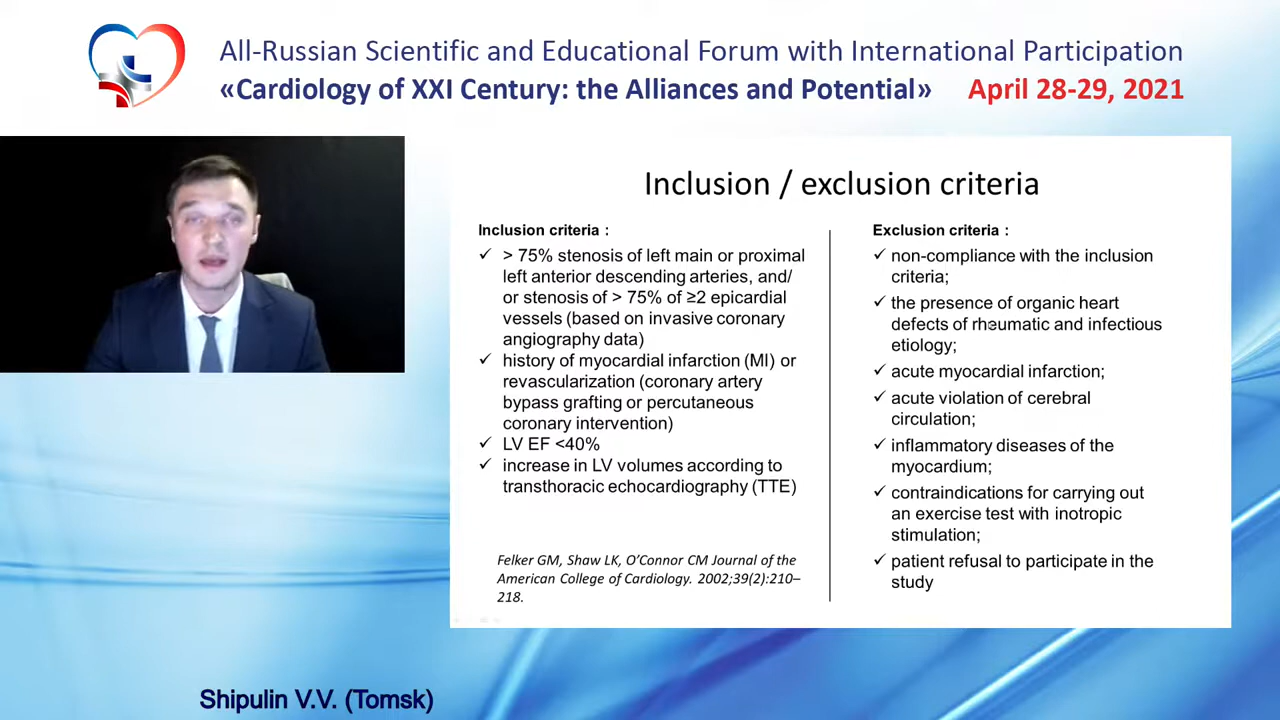 All-Russian Scientific and Educational Forum with International Participation
«Cardiology of XXI Century: the Alliances and Potential» April 28-29, 2021
Inclusion / exclusion criteria
Inclusion criteria :
✓ > 75% stenosis of left main or proximal
left anterior descending arteries, and/
or stenosis of > 75% of ≥2 epicardial
vessels (based on invasive coronary
angiography data)
✓ history of myocardial infarction (MI) or
revascularization (coronary artery
bypass grafting or percutaneous
coronary intervention)
✓ LV EF <40%
✓ increase in LV volumes according to
transthoracic echocardiography (TTE)
Felker GM, Shaw LK, O’Connor CM Journal of the
American College of Cardiology. 2002;39(2):210–
218.
Exclusion criteria :
✓ non-compliance with the inclusion
criteria;
✓ the presence of organic heart
defects of rheumatic and infectious
etiology;
✓ acute myocardial infarction;
✓ acute violation of cerebral
circulation;
✓ inflammatory diseases of the
myocardium;
✓ contraindications for carrying out
an exercise test with inotropic
stimulation;
✓ patient refusal to participate in the
study
Shipulin V.V. (Tomsk)